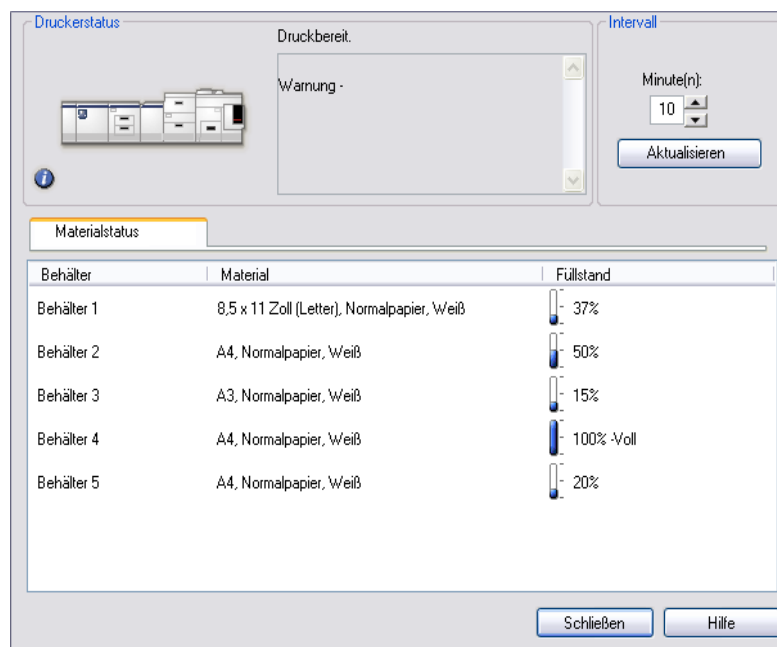 Druckerstatus
Druckbereit.
Warnung -
Intervall
Minute(n):
10
Aktualisieren
Materialstatus
Behälter Material Füllstand
Behälter 1 8,5 x 11 Zoll (Letter), Normalpapier, Weiß 37%
Behälter 2 A4, Normalpapier, Weiß 50%
Behälter 3 A3, Normalpapier, Weiß 15%
Behälter 4 A4, Normalpapier, Weiß 100% -Voll
Behälter 5 A4, Normalpapier, Weiß 20%
Schließen Hilfe